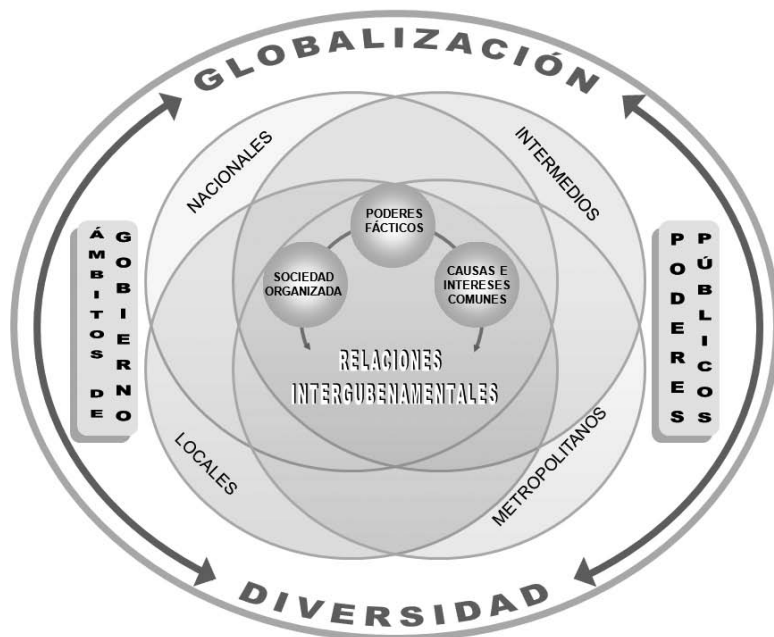 GLOBALIZACIÓN
NACIONALES
INTERMEDIOS
ÁMBITOS DE
GOBIERNO
PODERES
FÁCTICOS
SOCIEDAD
ORGANIZADA
CAUSAS E
INTERESES
COMUNES
PODERES
PÚBLICOS
RELACIONES
INTERGUBENAMENTALES
LOCALES
METROPOLITANOS
DIVERSIDAD